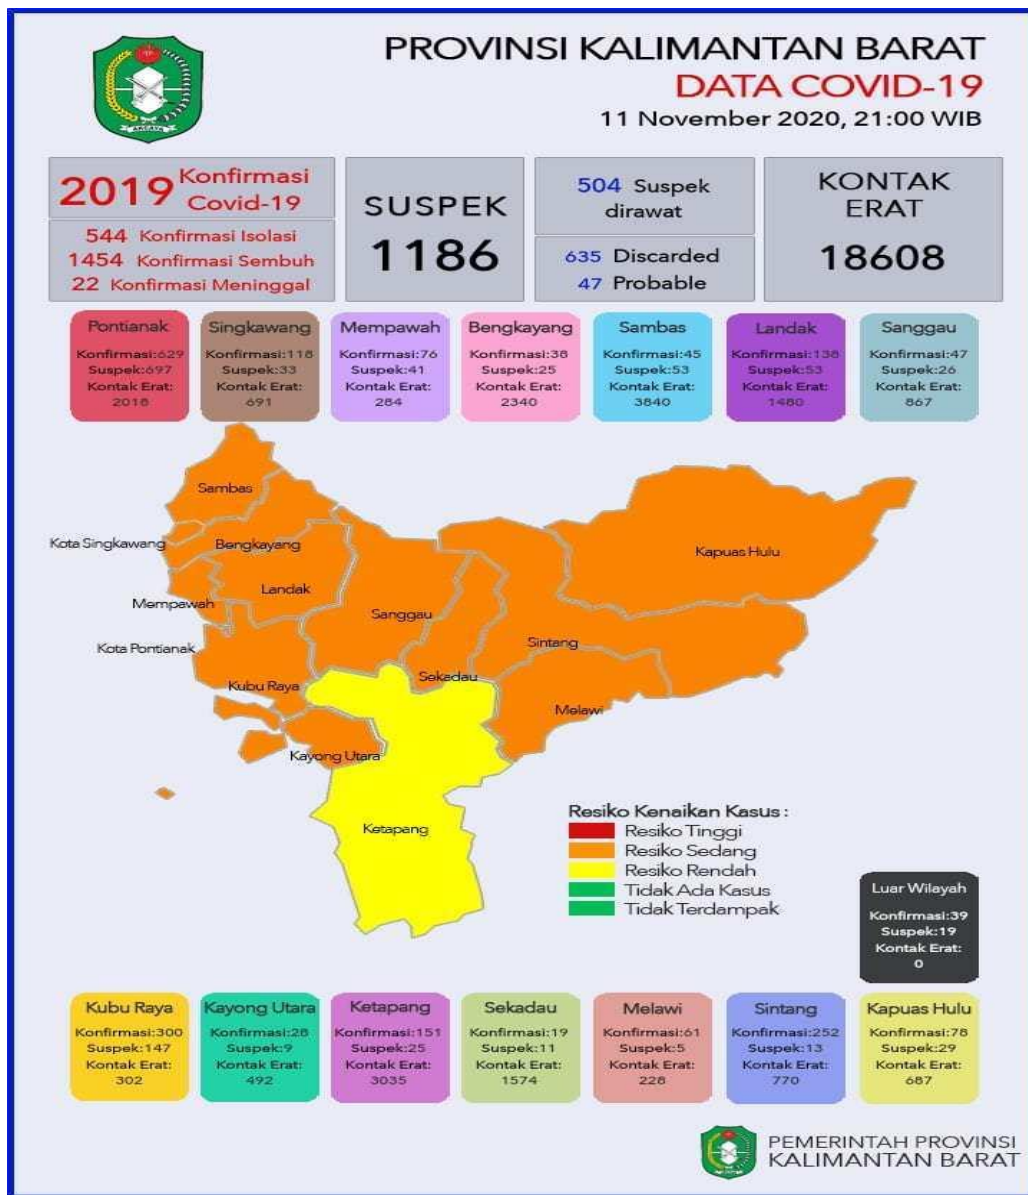 PROVINSI KALIMANTAN BARAT
DATA COVID-19
11 November 2020, 21:00 WIB
2019 Konfirmasi
Covid-19
544 Konfirmasi Isolasi
1454 Konfirmasi Sembuh
22 Konfirmasi Meninggal
SUSPEK
1186
504 Suspek
dirawat
635 Discarded
47 Probable
KONTAK
ERAT
18608
Pontianak
Konfirmasi:629
Suspek:697
Kontak Erat:
2018
Singkawang
Konfirmasi:118
Suspek:33
Kontak Erat:
691
Mempawah
Konfirmasi:76
Suspek:41
Kontak Erat:
284
Bengkayang
Konfirmasi:38
Suspek:25
Kontak Erat:
2340
Sambas
Konfirmasi:45
Suspek:53
Kontak Erat:
3840
Landak
Konfirmasi:138
Suspek:53
Kontak Erat:
1480
Sanggau
Konfirmasi:47
Suspek:26
Kontak Erat:
867
Sambas
Kota Singkawang
Bengkayang
Kapuas Hulu
Landak
Mempawah
Sanggau
Kota Pontianak
Sintang
Sekadau
Kubu Raya
Melawi
Kayong Utara
Ketapang
Resiko Kenaikan Kasus :
Resiko Tinggi
Resiko Sedang
Resiko Rendah
Tidak Ada Kasus
Tidak Terdampak
Luar Wilayah
Konfirmasi:39
Suspek:19
Kontak Erat:
0
Kubu Raya
Konfirmasi:300
Suspek:147
Kontak Erat:
302
Kayong Utara
Konfirmasi:28
Suspek:9
Kontak Erat:
492
Ketapang
Konfirmasi:151
Suspek:25
Kontak Erat:
3035
Sekadau
Konfirmasi:19
Suspek:11
Kontak Erat:
1574
Melawi
Konfirmasi:61
Suspek:5
Kontak Erat:
228
Sintang
Konfirmasi:252
Suspek:13
Kontak Erat:
770
Kapuas Hulu
Konfirmasi:78
Suspek:29
Kontak Erat:
687
PEMERINTAH PROVINSI
KALIMANTAN BARAT